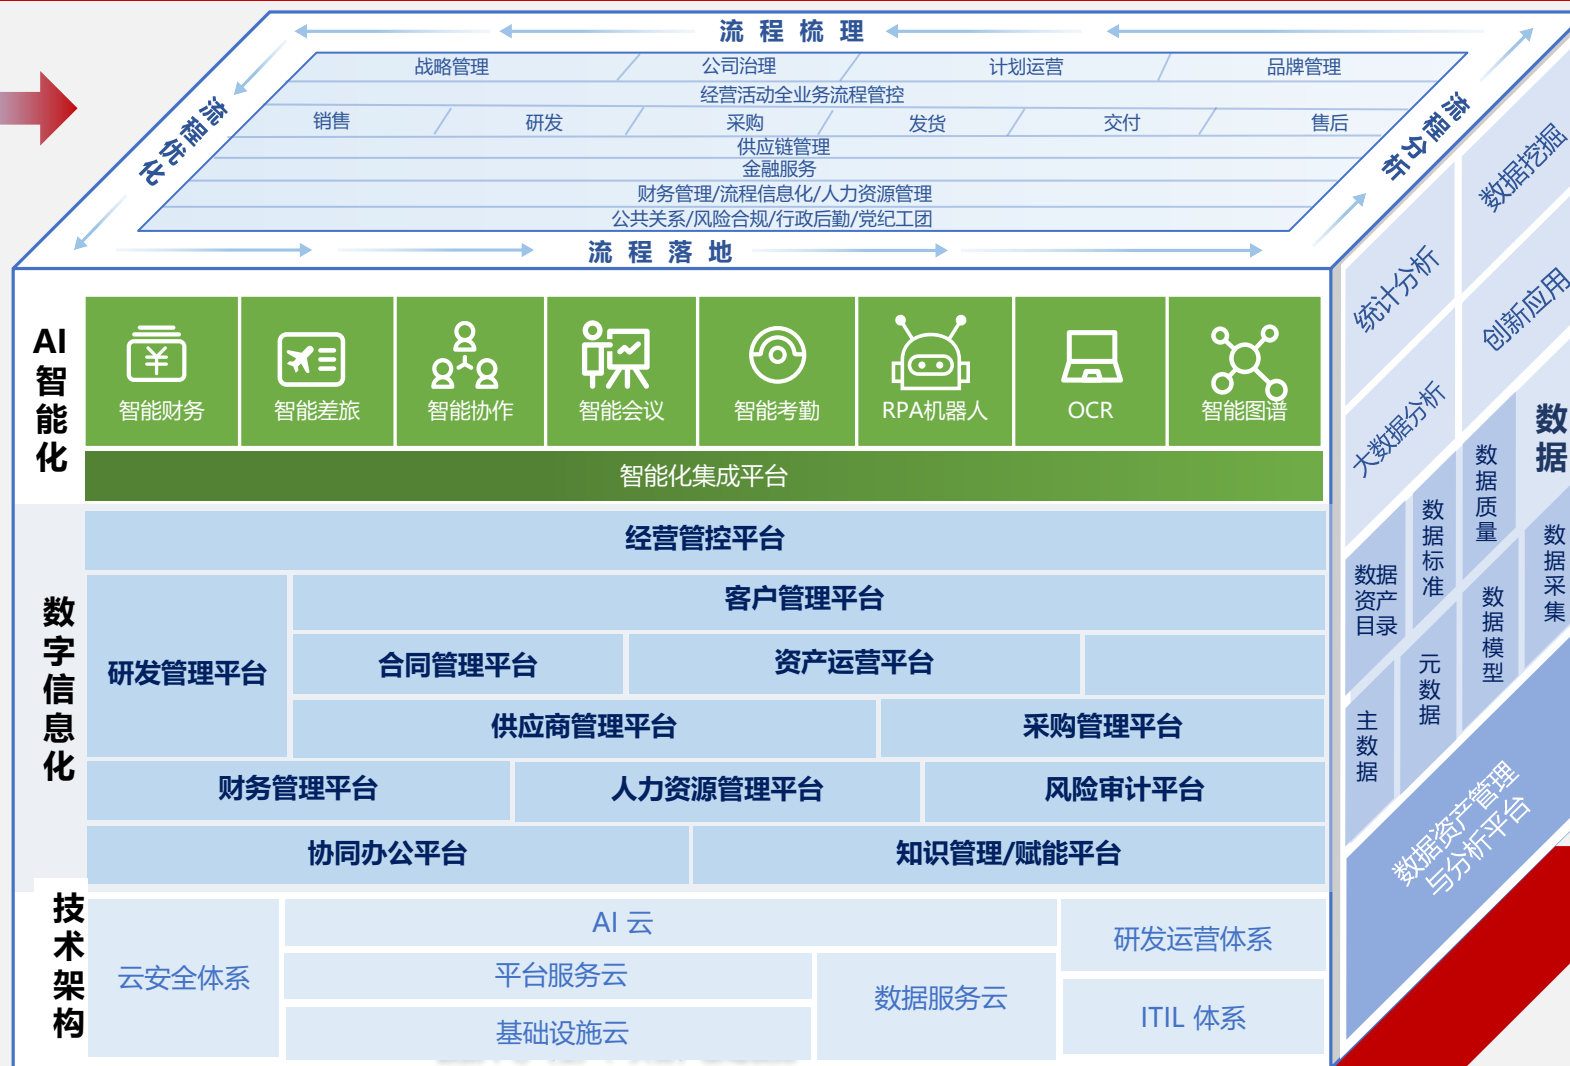 流程梳理
战略管理 公司治理 计划运营 品牌管理
经营活动全业务流程管控
销售 研发 采购 发货 交付 售后
供应链管理
金融服务
财务管理/流程信息化/人力资源管理
公共关系/风险合规/行政后勤/党纪工团
流程落地
流程优化
流程分析
AI智能化
智能财务 智能差旅 智能协作 智能会议 智能考勤 RPA机器人 OCR 智能图谱
智能化集成平台
数字信息化
经营管控平台
研发管理平台
客户管理平台
合同管理平台 资产运营平台
供应商管理平台 采购管理平台
财务管理平台 人力资源管理平台 风险审计平台
协同办公平台 知识管理/赋能平台
技术架构
云安全体系
AI 云
平台服务云
基础设施云
数据服务云
研发运营体系
ITIL 体系
数据挖掘
统计分析
创新应用
大数据分析
数据
数据质量
数据标准
数据采集
数据
资产
目录
数据模型
元数据
主数据
数据资产管理
与分析平台